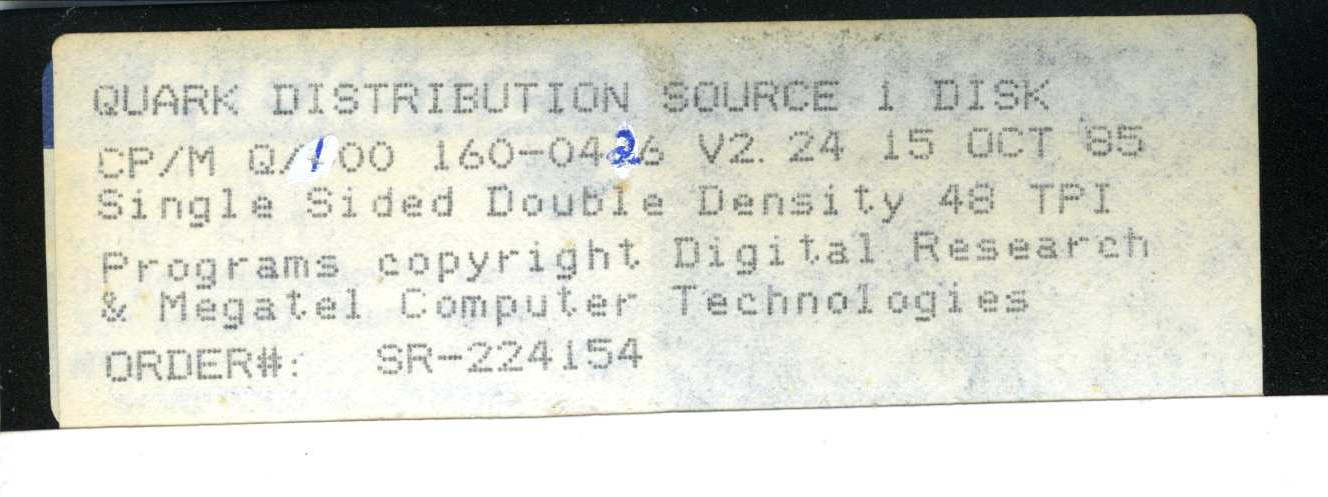 QUARK DISTRIBUTION SOURCE 1 DISK
CP/M Q/100 160-0426 V2.24 15 OCT 85
Single Sided Double Density 48 TPI
Programs copyright Digital Research
& Megatel Computer Technologies
ORDER#: SR-224154